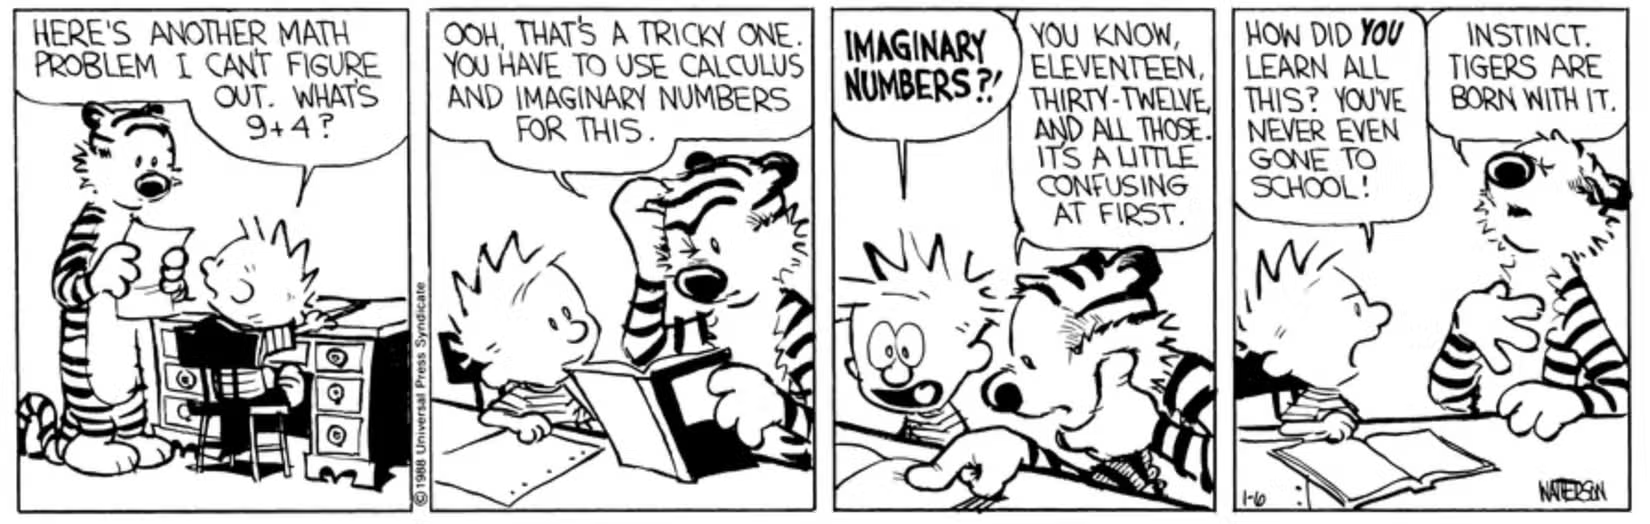 HERE'S ANOTHER MATH
PROBLEM I CAN'T FIGURE
OUT. WHAT'S
9+4?
OOH, THAT'S A TRICKY ONE.
YOU HAVE TO USE CALCULUS
AND IMAGINARY NUMBERS
FOR THIS.
IMAGINARY
NUMBERS?!
YOU KNOW,
ELEVENTEEN,
THIRTY-TWELVE,
AND ALL THOSE.
IT'S A LITTLE
CONFUSING
AT FIRST.
HOW DID YOU
LEARN ALL
THIS? YOU'VE
NEVER EVEN
GONE TO
SCHOOL!
INSTINCT.
TIGERS ARE
BORN WITH IT.
© 1988 Universal Press Syndicate
1-6
WATTERSON